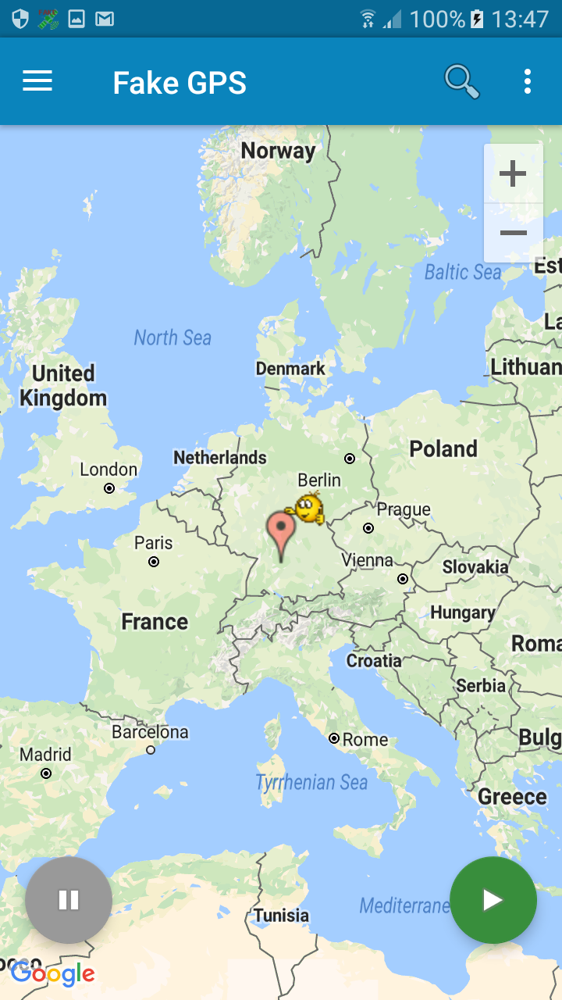 100% 13:47
Fake GPS
Norway
Baltic Sea
Est
La
North Sea
Denmark
Lithuan
United
Kingdom
Netherlands
Poland
London
Berlin
Prague
Paris
Vienna
Slovakia
France
Hungary
Roma
Croatia
Serbia
Barcelona
Rome
Bulg
Madrid
Tyrrhenian Sea
Greece
Mediterrane
Tunisia
Google